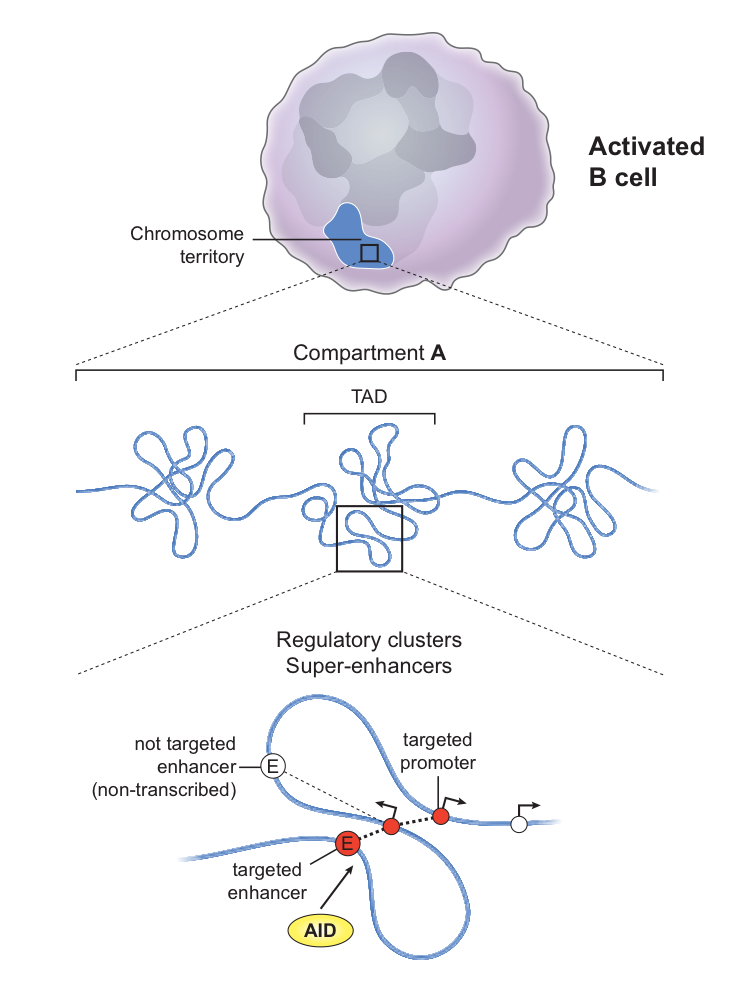 Activated
B cell
Chromosome
territory
Compartment A
TAD
Regulatory clusters
Super-enhancers
not targeted
enhancer
(non-transcribed)
E
targeted
promoter
E
targeted
enhancer
AID